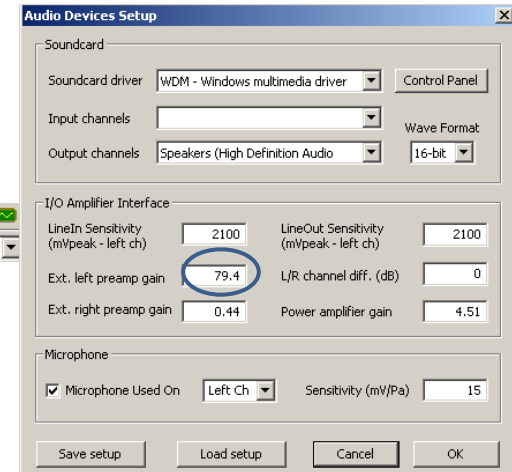 Audio Devices Setup
Soundcard
Soundcard driver WDM - Windows multimedia driver Control Panel
Input channels
Wave Format
Output channels Speakers (High Definition Audio 16-bit
I/O Amplifier Interface
LineIn Sensitivity 2100 LineOut Sensitivity 2100
(mVpeak - left ch) (mVpeak - left ch)
Ext. left preamp gain 79.4 L/R channel diff. (dB) 0
Ext. right preamp gain 0.44 Power amplifier gain 4.51
Microphone
Microphone Used On Left Ch Sensitivity (mV/Pa) 15
Save setup Load setup Cancel OK